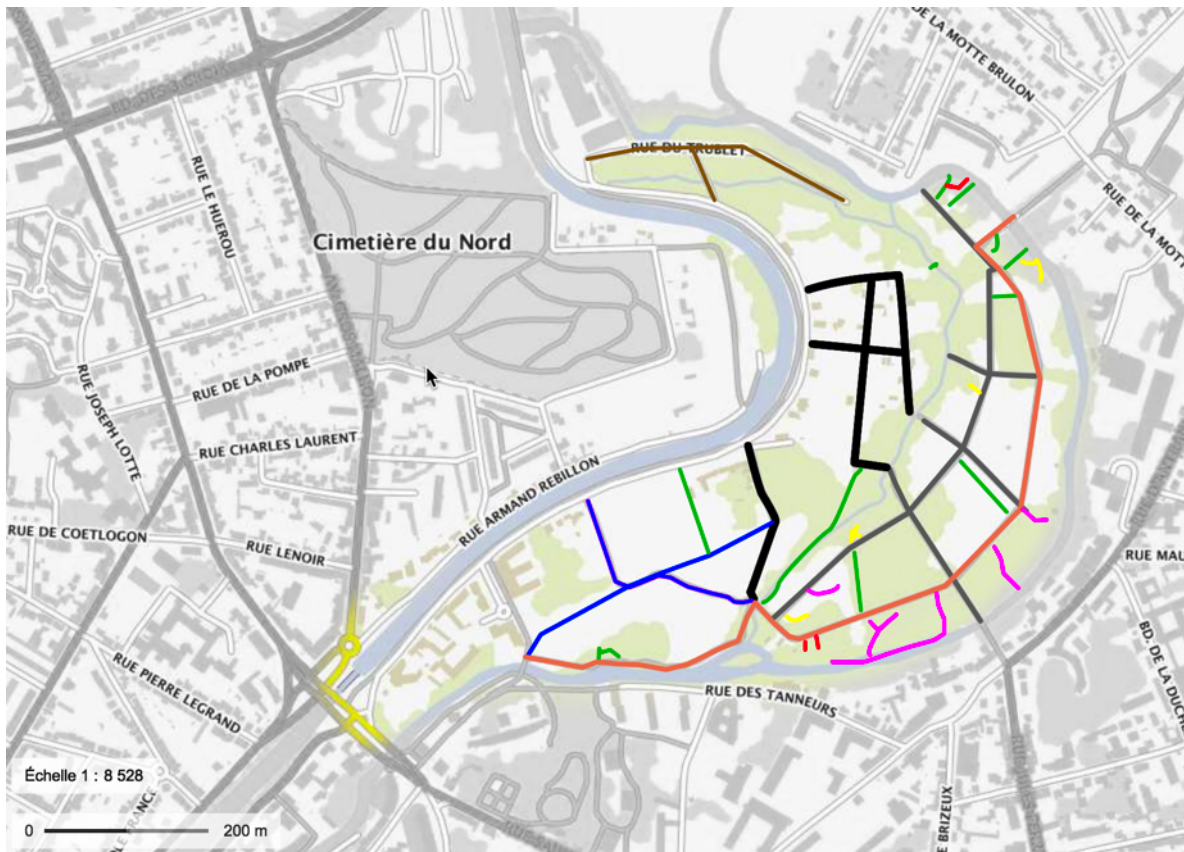 DE LA MOTTE BRULON
BD. DES 3 CROIX
RUE DU TRUBLET
RUE LE HUEROU
RUE DE LA MOTT
Cimetière du Nord
RUE DE LA POMPE
RUE JOSEPH LOTTE
RUE CHARLES LAURENT
RUE ARMAND REBILLON
RUE DE COETLOGON
RUE LENOIR
RUE MAU
BD. DE LA DUCHE
RUE PIERRE LEGRAND
RUE DES TANNEURS
Échelle 1 : 8 528
0 200 m
LE FRANCE
E BRIZEUX